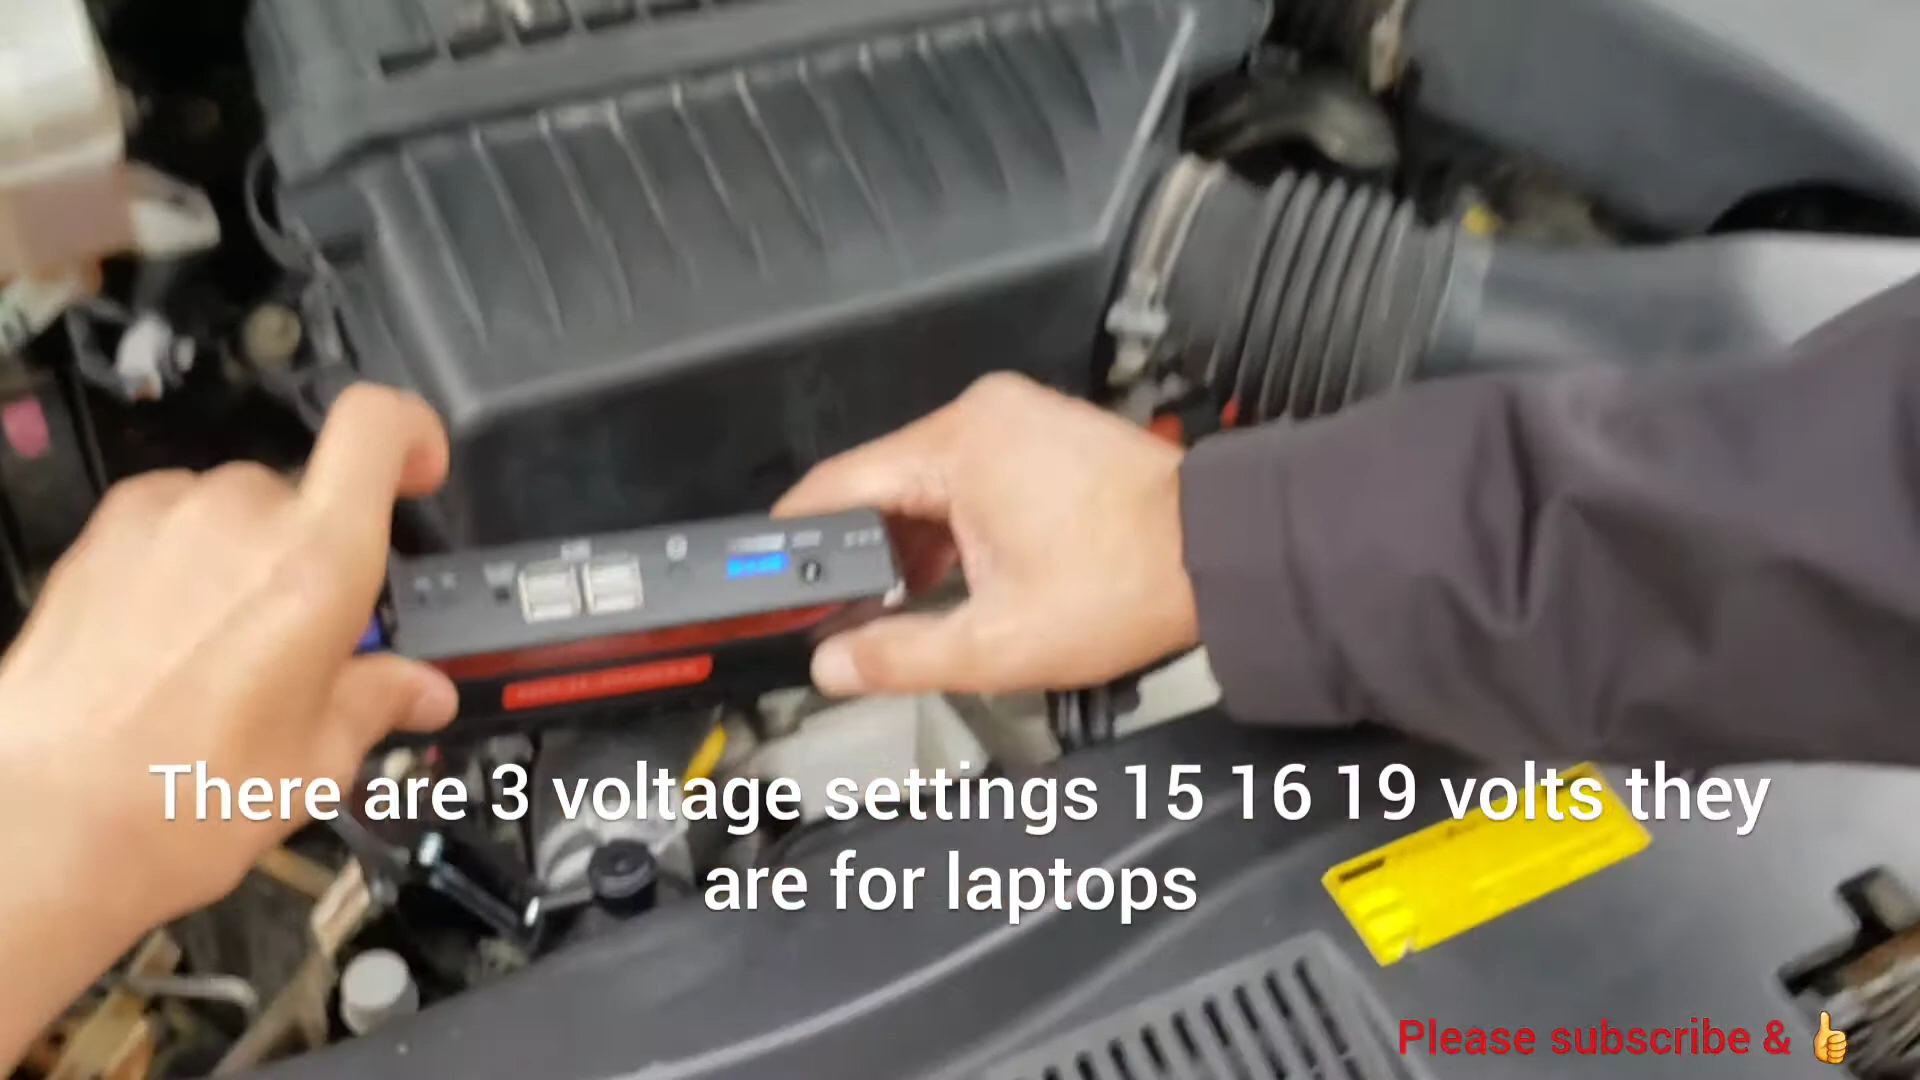 There are 3 voltage settings 15 16 19 volts they
are for laptops
Please subscribe & 👍